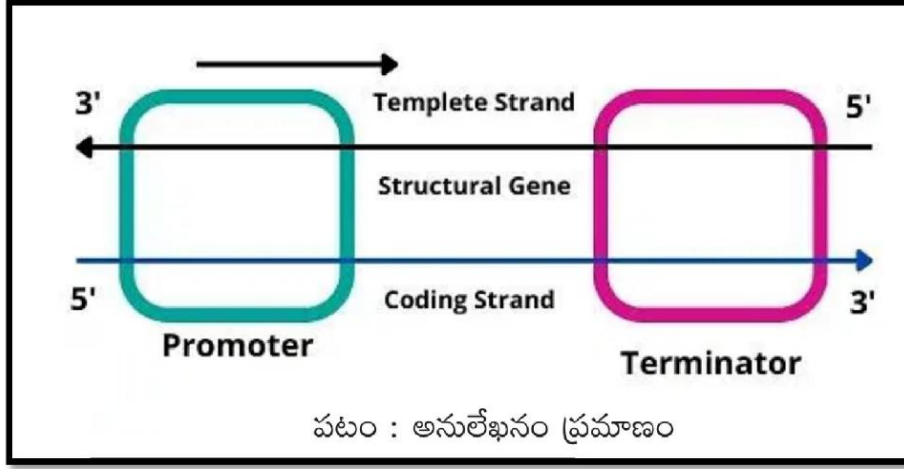 3'
Templete Strand
5'
Structural Gene
5'
Coding Strand
3'
Promoter
Terminator
పటం : అనులేఖనం ప్రమాణం